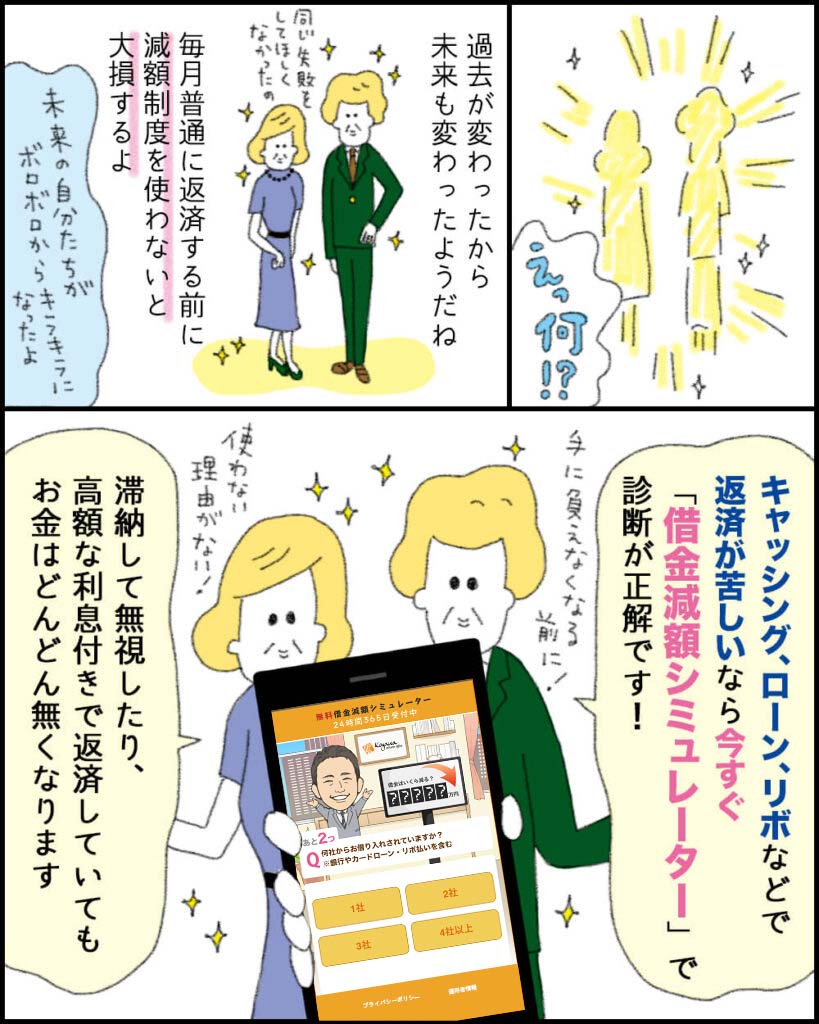 えっ何!?
過去が変わったから
未来も変わったようだね
同じ失敗を
してほしく
なかったの
毎月普通に返済する前に
減額制度を使わないと
大損するよ
未来の自分たちが
ボロボロからキラキラに
なったよ
キャッシング、ローン、リボなどで
返済が苦しいなら今すぐ
「借金減額シミュレーター」で
診断が正解です！
手に負えなくなる
前に！
使わない
理由がない！
滞納して無視したり、
高額な利息付きで返済していても
お金はどんどん無くなります
無料借金減額シミュレーター
24時間365日受付中
借金はいくら減る？
?????万円
あと2つ
Q 何社からお借り入れされていますか？
※銀行やカードローン・リボ払いを含む
1社
2社
3社
4社以上
プライバシーポリシー
運用者情報